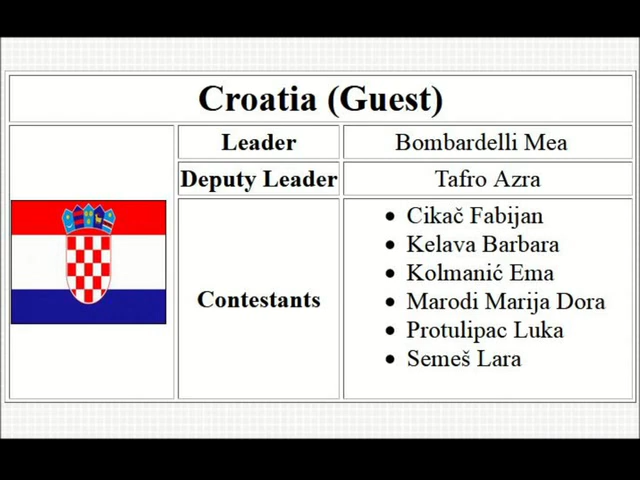 Croatia (Guest)
Leader
Bombardelli Mea
Deputy Leader
Tafro Azra
Contestants
Cikač Fabijan
Kelava Barbara
Kolmanić Ema
Marodi Marija Dora
Protulipac Luka
Semeš Lara